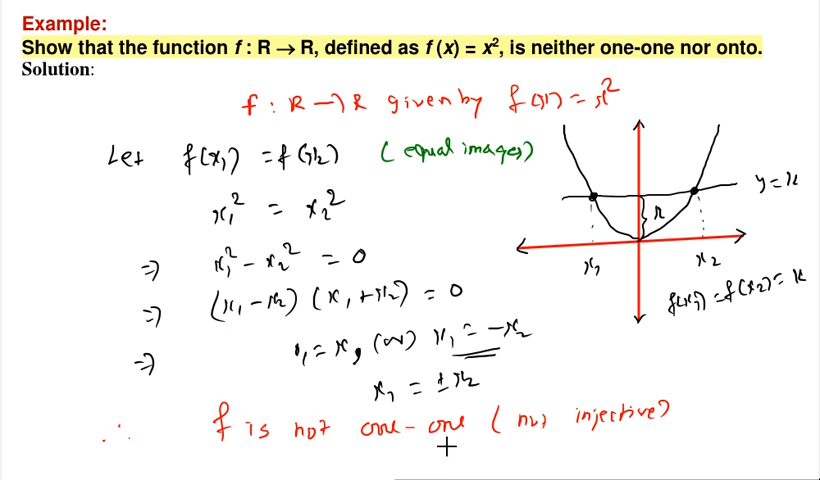 Example:
Show that the function f : R → R, defined as f (x) = x², is neither one-one nor onto.
Solution:
f : R → R given by f(x) = x²
Let f(x₁) = f(x₂) (equal images)
x₁² = x₂²
⇒ x₁² - x₂² = 0
⇒ (x₁ - x₂) (x₁ + x₂) = 0
⇒ x₁ = x₂ (or) x₁ = -x₂
x₁ = ± x₂
∴ f is not one-one (not injective)
y = k
k
x₁ x₂
f(x₁) = f(x₂) = k